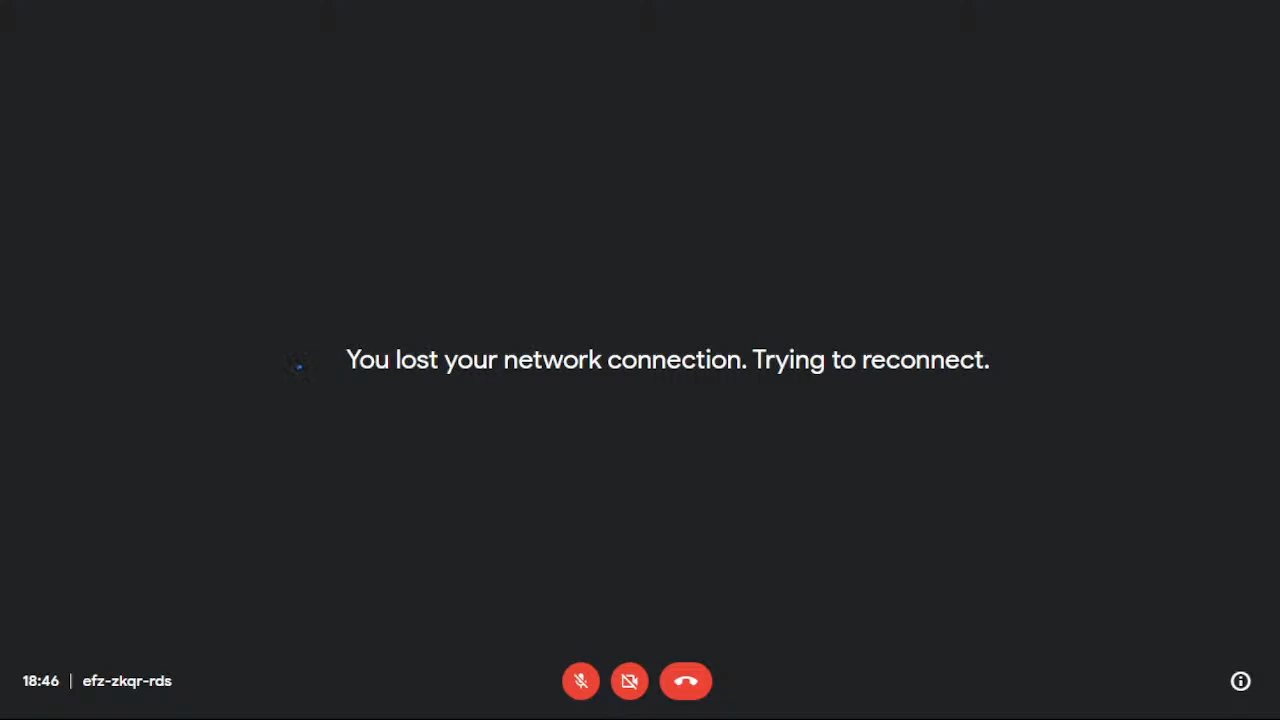 You lost your network connection. Trying to reconnect.
18:46 | efz-zkqr-rds